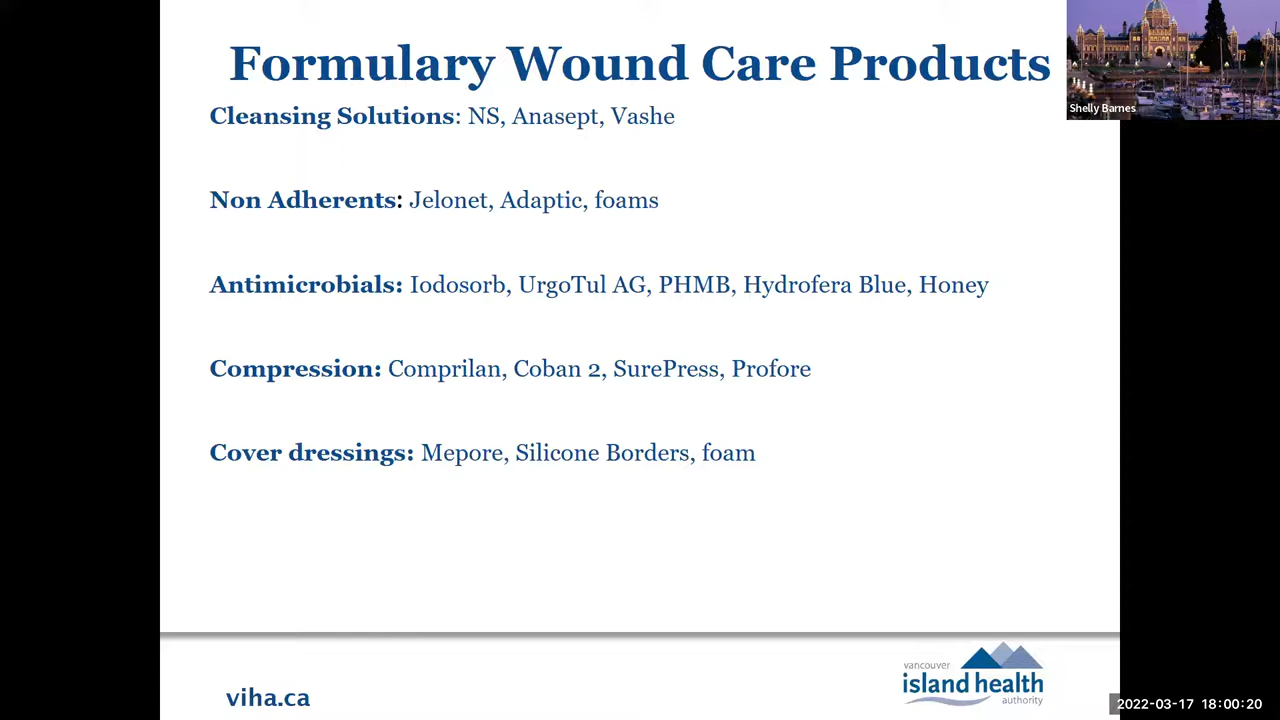 Formulary Wound Care Products
Shelly Barnes
Cleansing Solutions: NS, Anasept, Vashe
Non Adherents: Jelonet, Adaptic, foams
Antimicrobials: Iodosorb, UrgoTul AG, PHMB, Hydrofera Blue, Honey
Compression: Comprilan, Coban 2, SurePress, Profore
Cover dressings: Mepore, Silicone Borders, foam
viha.ca
vancouver
island health
authority
2022-03-17 18:00:20